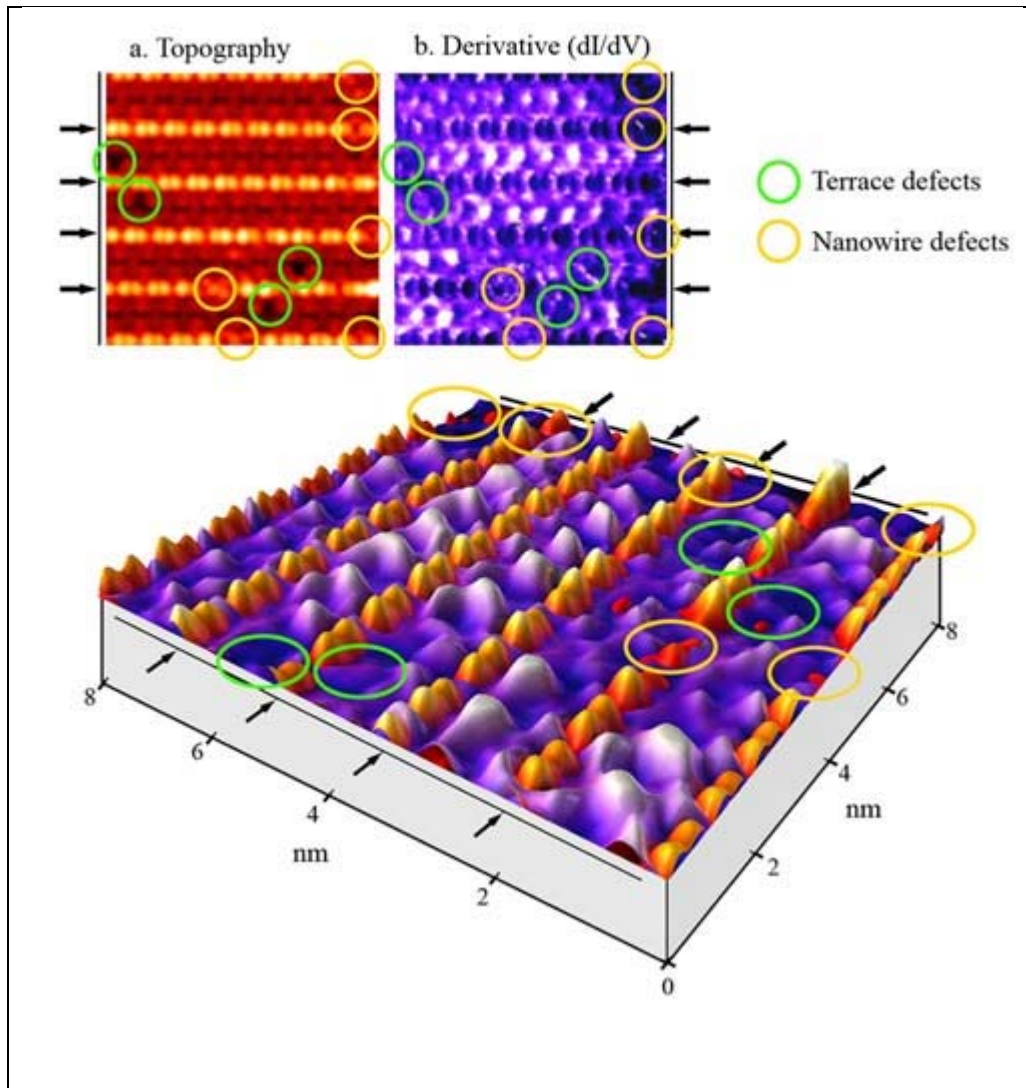 a. Topography
b. Derivative (dI/dV)
Terrace defects
Nanowire defects
8
6
4
2
0
nm
2
4
6
8
nm